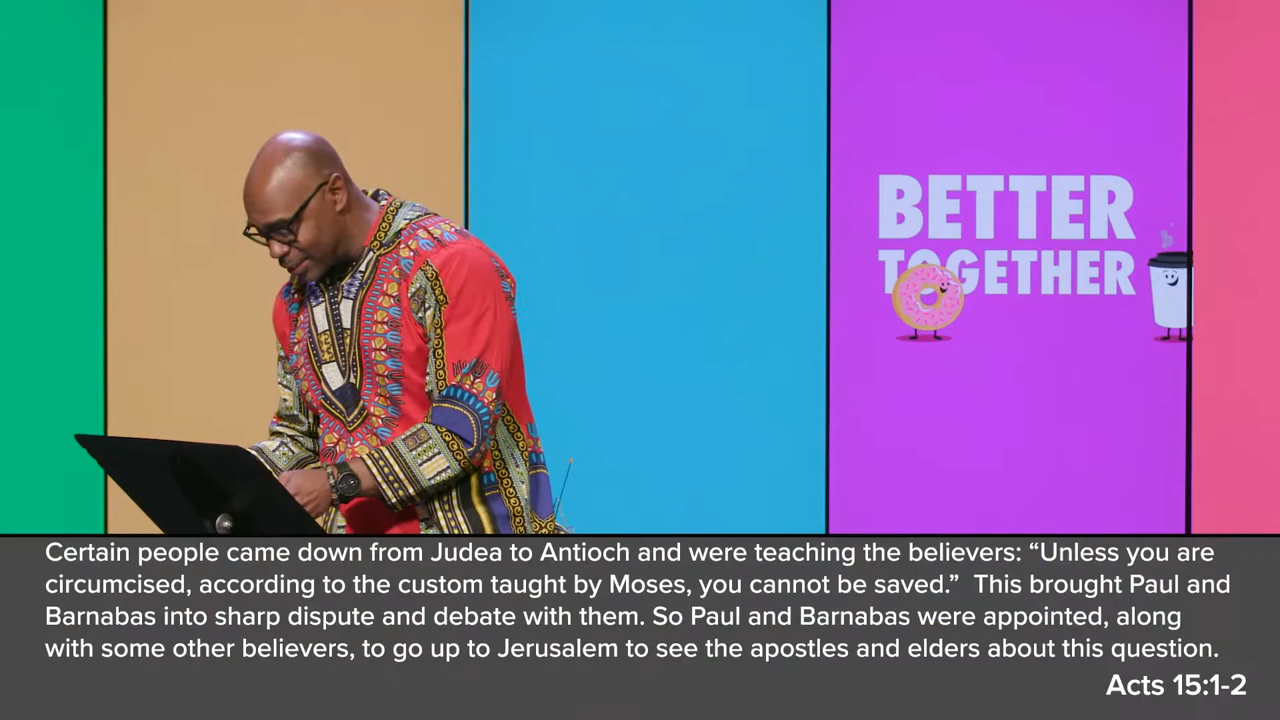 BETTER
TOGETHER
Certain people came down from Judea to Antioch and were teaching the believers: “Unless you are
circumcised, according to the custom taught by Moses, you cannot be saved.”  This brought Paul and
Barnabas into sharp dispute and debate with them. So Paul and Barnabas were appointed, along
with some other believers, to go up to Jerusalem to see the apostles and elders about this question.
Acts 15:1-2